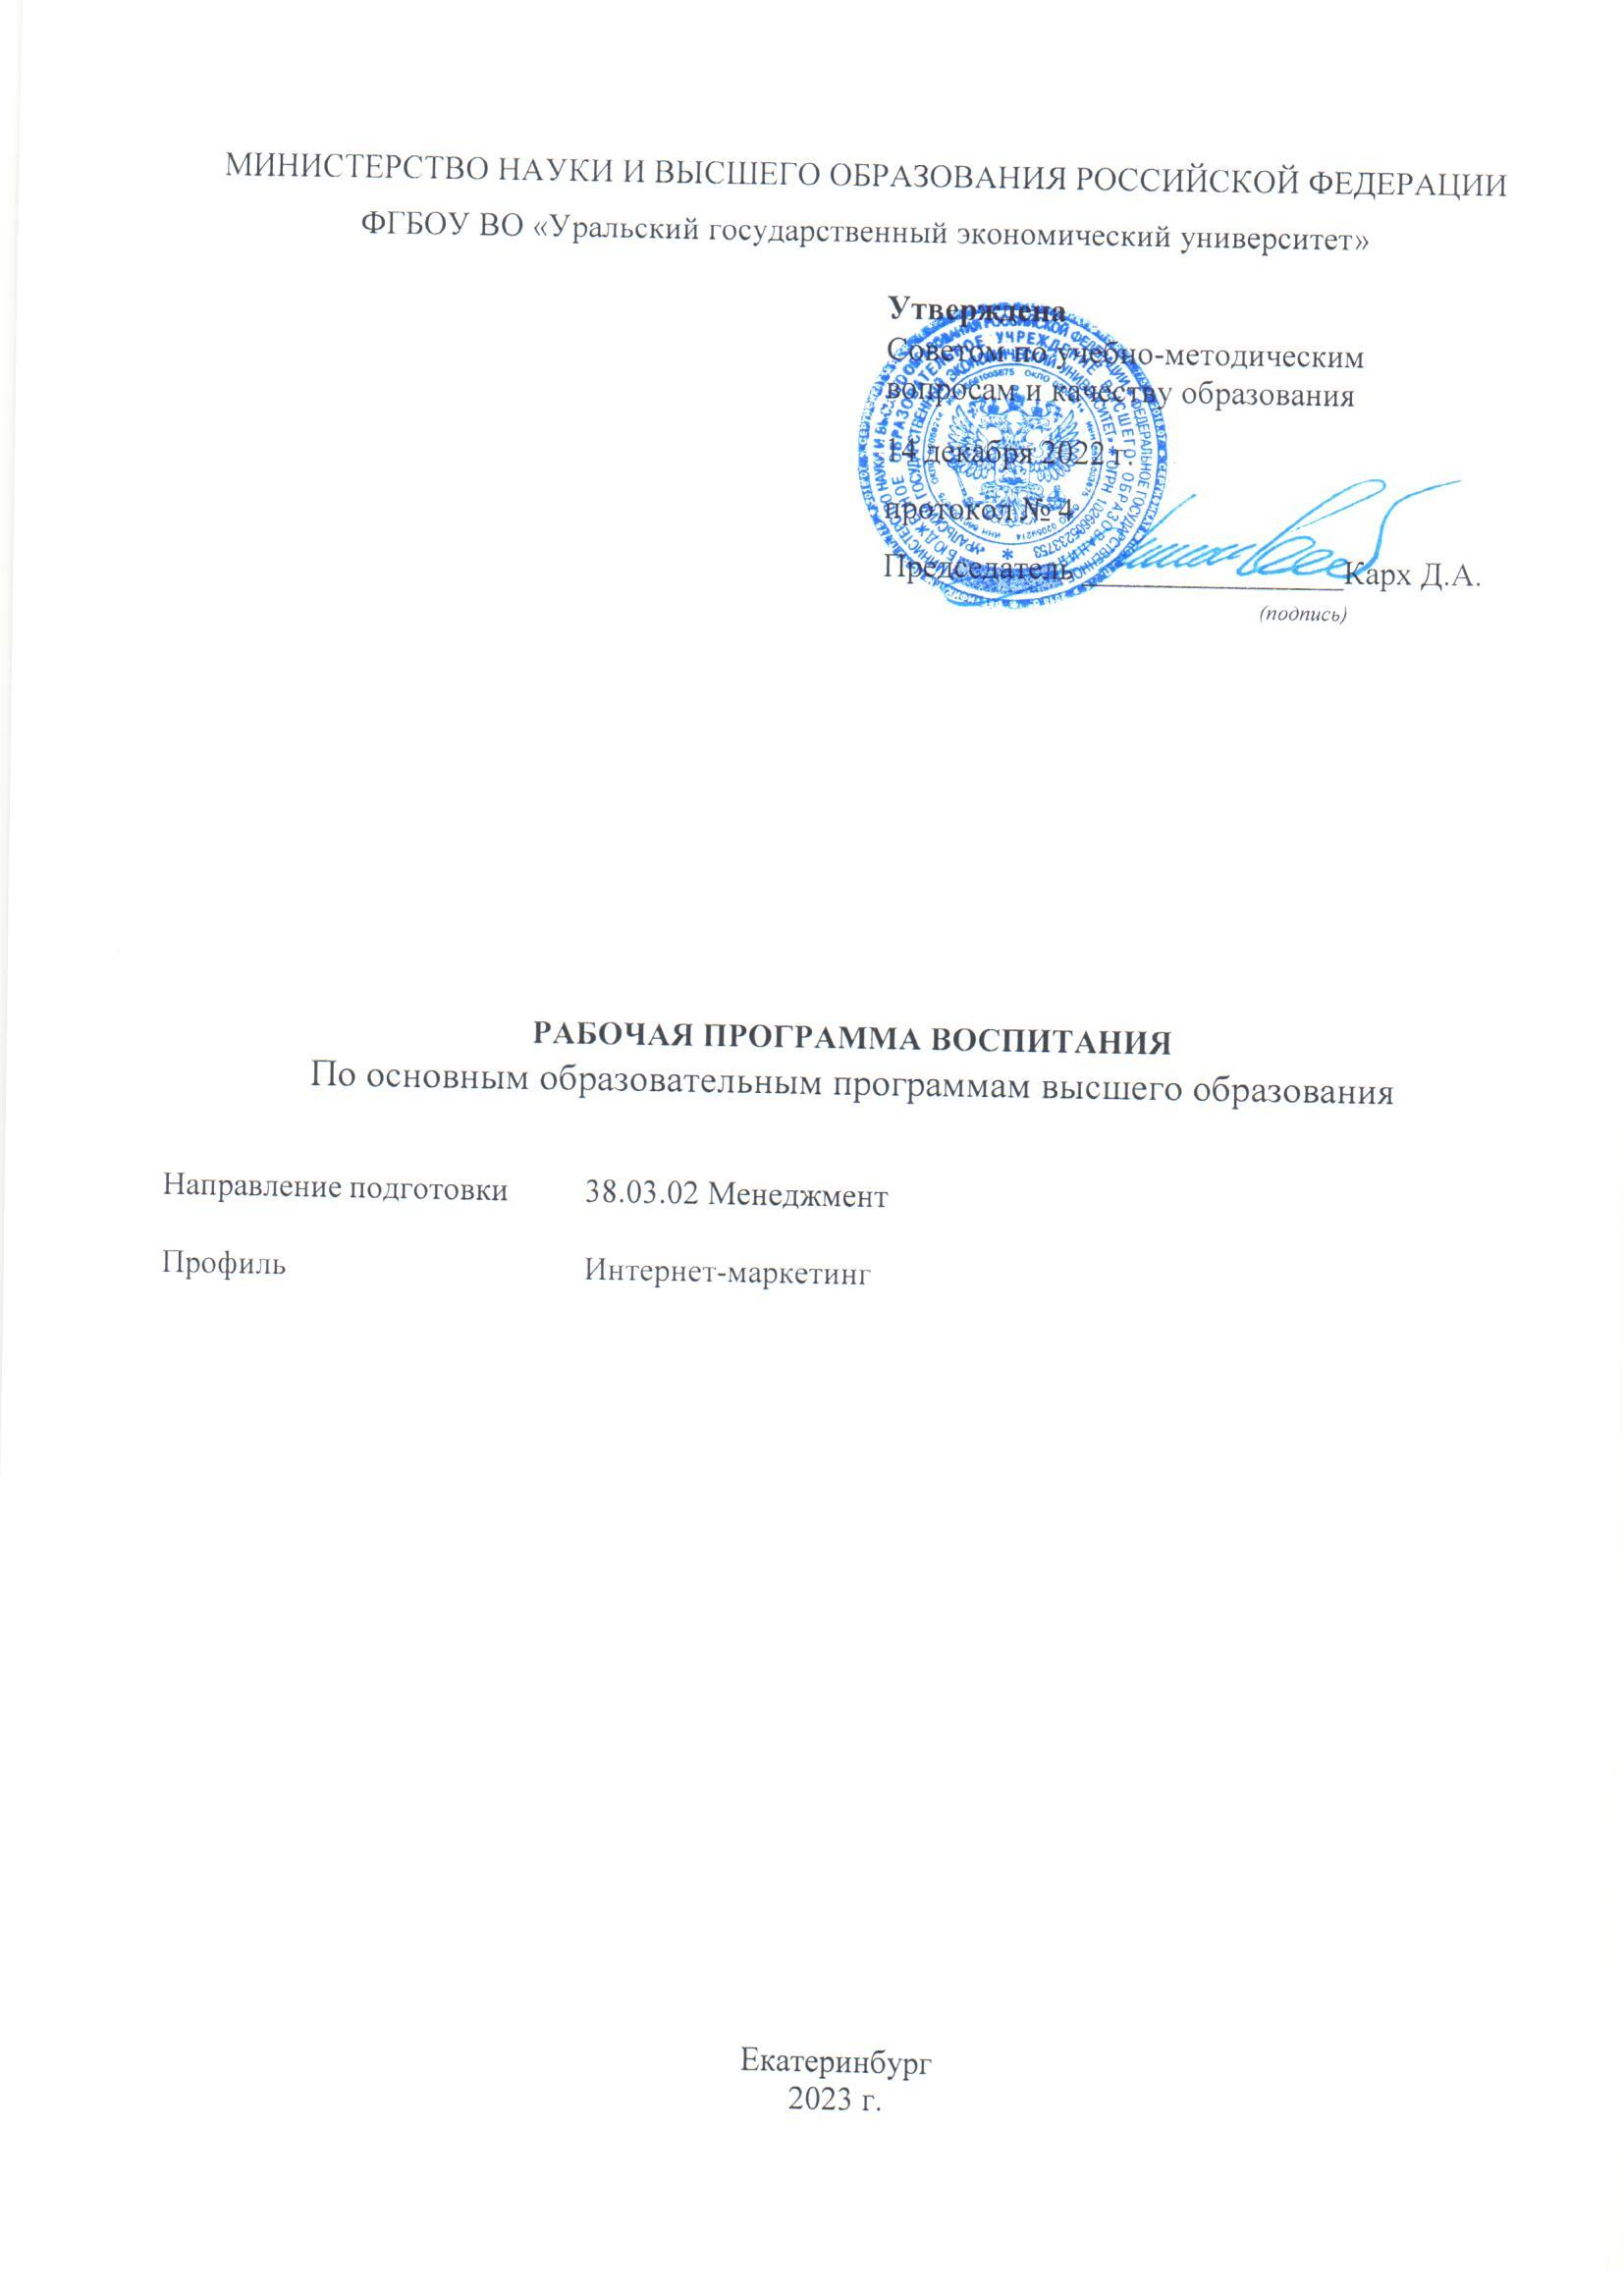 МИНИСТЕРСТВО НАУКИ И ВЫСШЕГО ОБРАЗОВАНИЯ РОССИЙСКОЙ ФЕДЕРАЦИИ
ФГБОУ ВО «Уральский государственный экономический университет»
Утверждена
Советом по учебно-методическим
вопросам и качеству образования
14 декабря 2022 г.
протокол № 4
Председатель Карх Д.А.
(подпись)
РАБОЧАЯ ПРОГРАММА ВОСПИТАНИЯ
По основным образовательным программам высшего образования
Направление подготовки 38.03.02 Менеджмент
Профиль Интернет-маркетинг
Екатеринбург
2023 г.